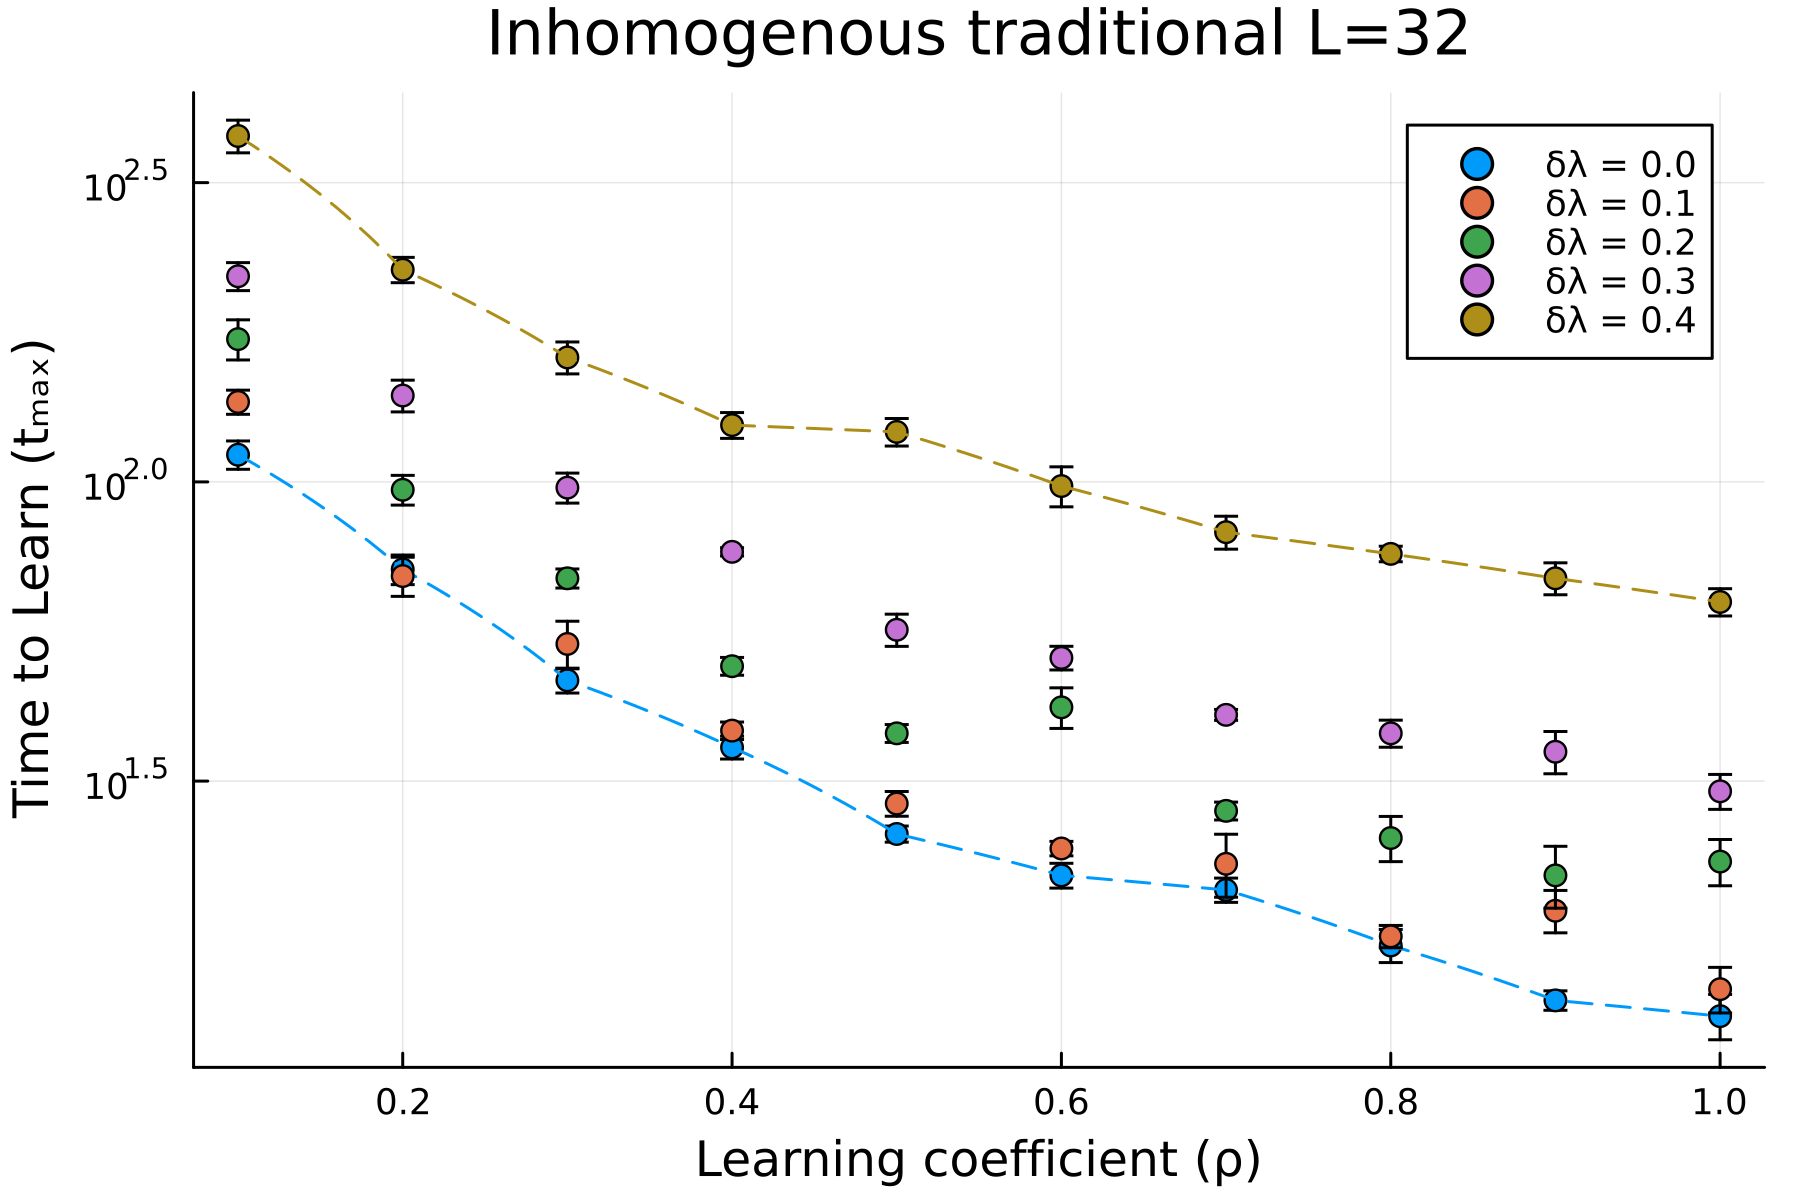 Inhomogenous traditional L=32
δλ = 0.0
δλ = 0.1
δλ = 0.2
δλ = 0.3
δλ = 0.4
10^2.5
10^2.0
10^1.5
Time to Learn (tₘₐₓ)
0.2 0.4 0.6 0.8 1.0
Learning coefficient (ρ)